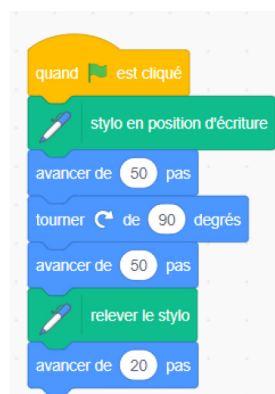 quand est cliqué
stylo en position d'écriture
avancer de 50 pas
tourner de 90 degrés
avancer de 50 pas
relever le stylo
avancer de 20 pas